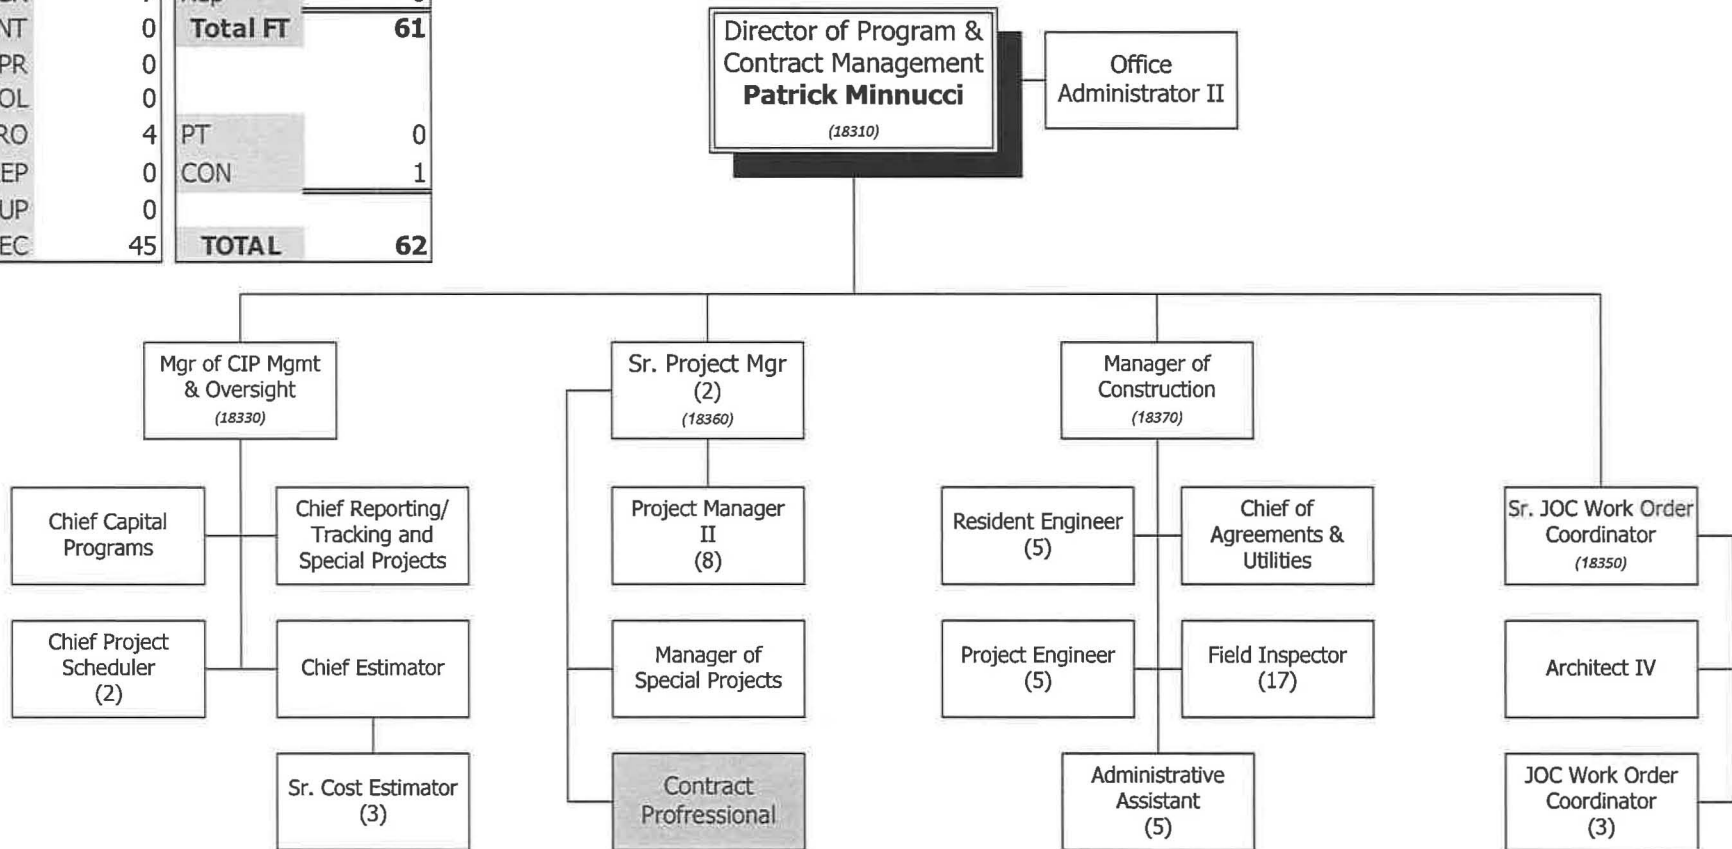 NT 0
PR 0
OL 0
RO 4
EP 0
UP 0
EC 45
Total FT 61
PT 0
CON 1
TOTAL 62
Director of Program &
Contract Management
Patrick Minnucci
(18310)
Office
Administrator II
Mgr of CIP Mgmt
& Oversight
(18330)
Sr. Project Mgr
(2)
(18360)
Manager of
Construction
(18370)
Chief Capital
Programs
Chief Reporting/
Tracking and
Special Projects
Project Manager
II
(8)
Resident Engineer
(5)
Chief of
Agreements &
Utilities
Sr. JOC Work Order
Coordinator
(18350)
Chief Project
Scheduler
(2)
Chief Estimator
Manager of
Special Projects
Project Engineer
(5)
Field Inspector
(17)
Architect IV
Sr. Cost Estimator
(3)
Contract
Profressional
Administrative
Assistant
(5)
JOC Work Order
Coordinator
(3)